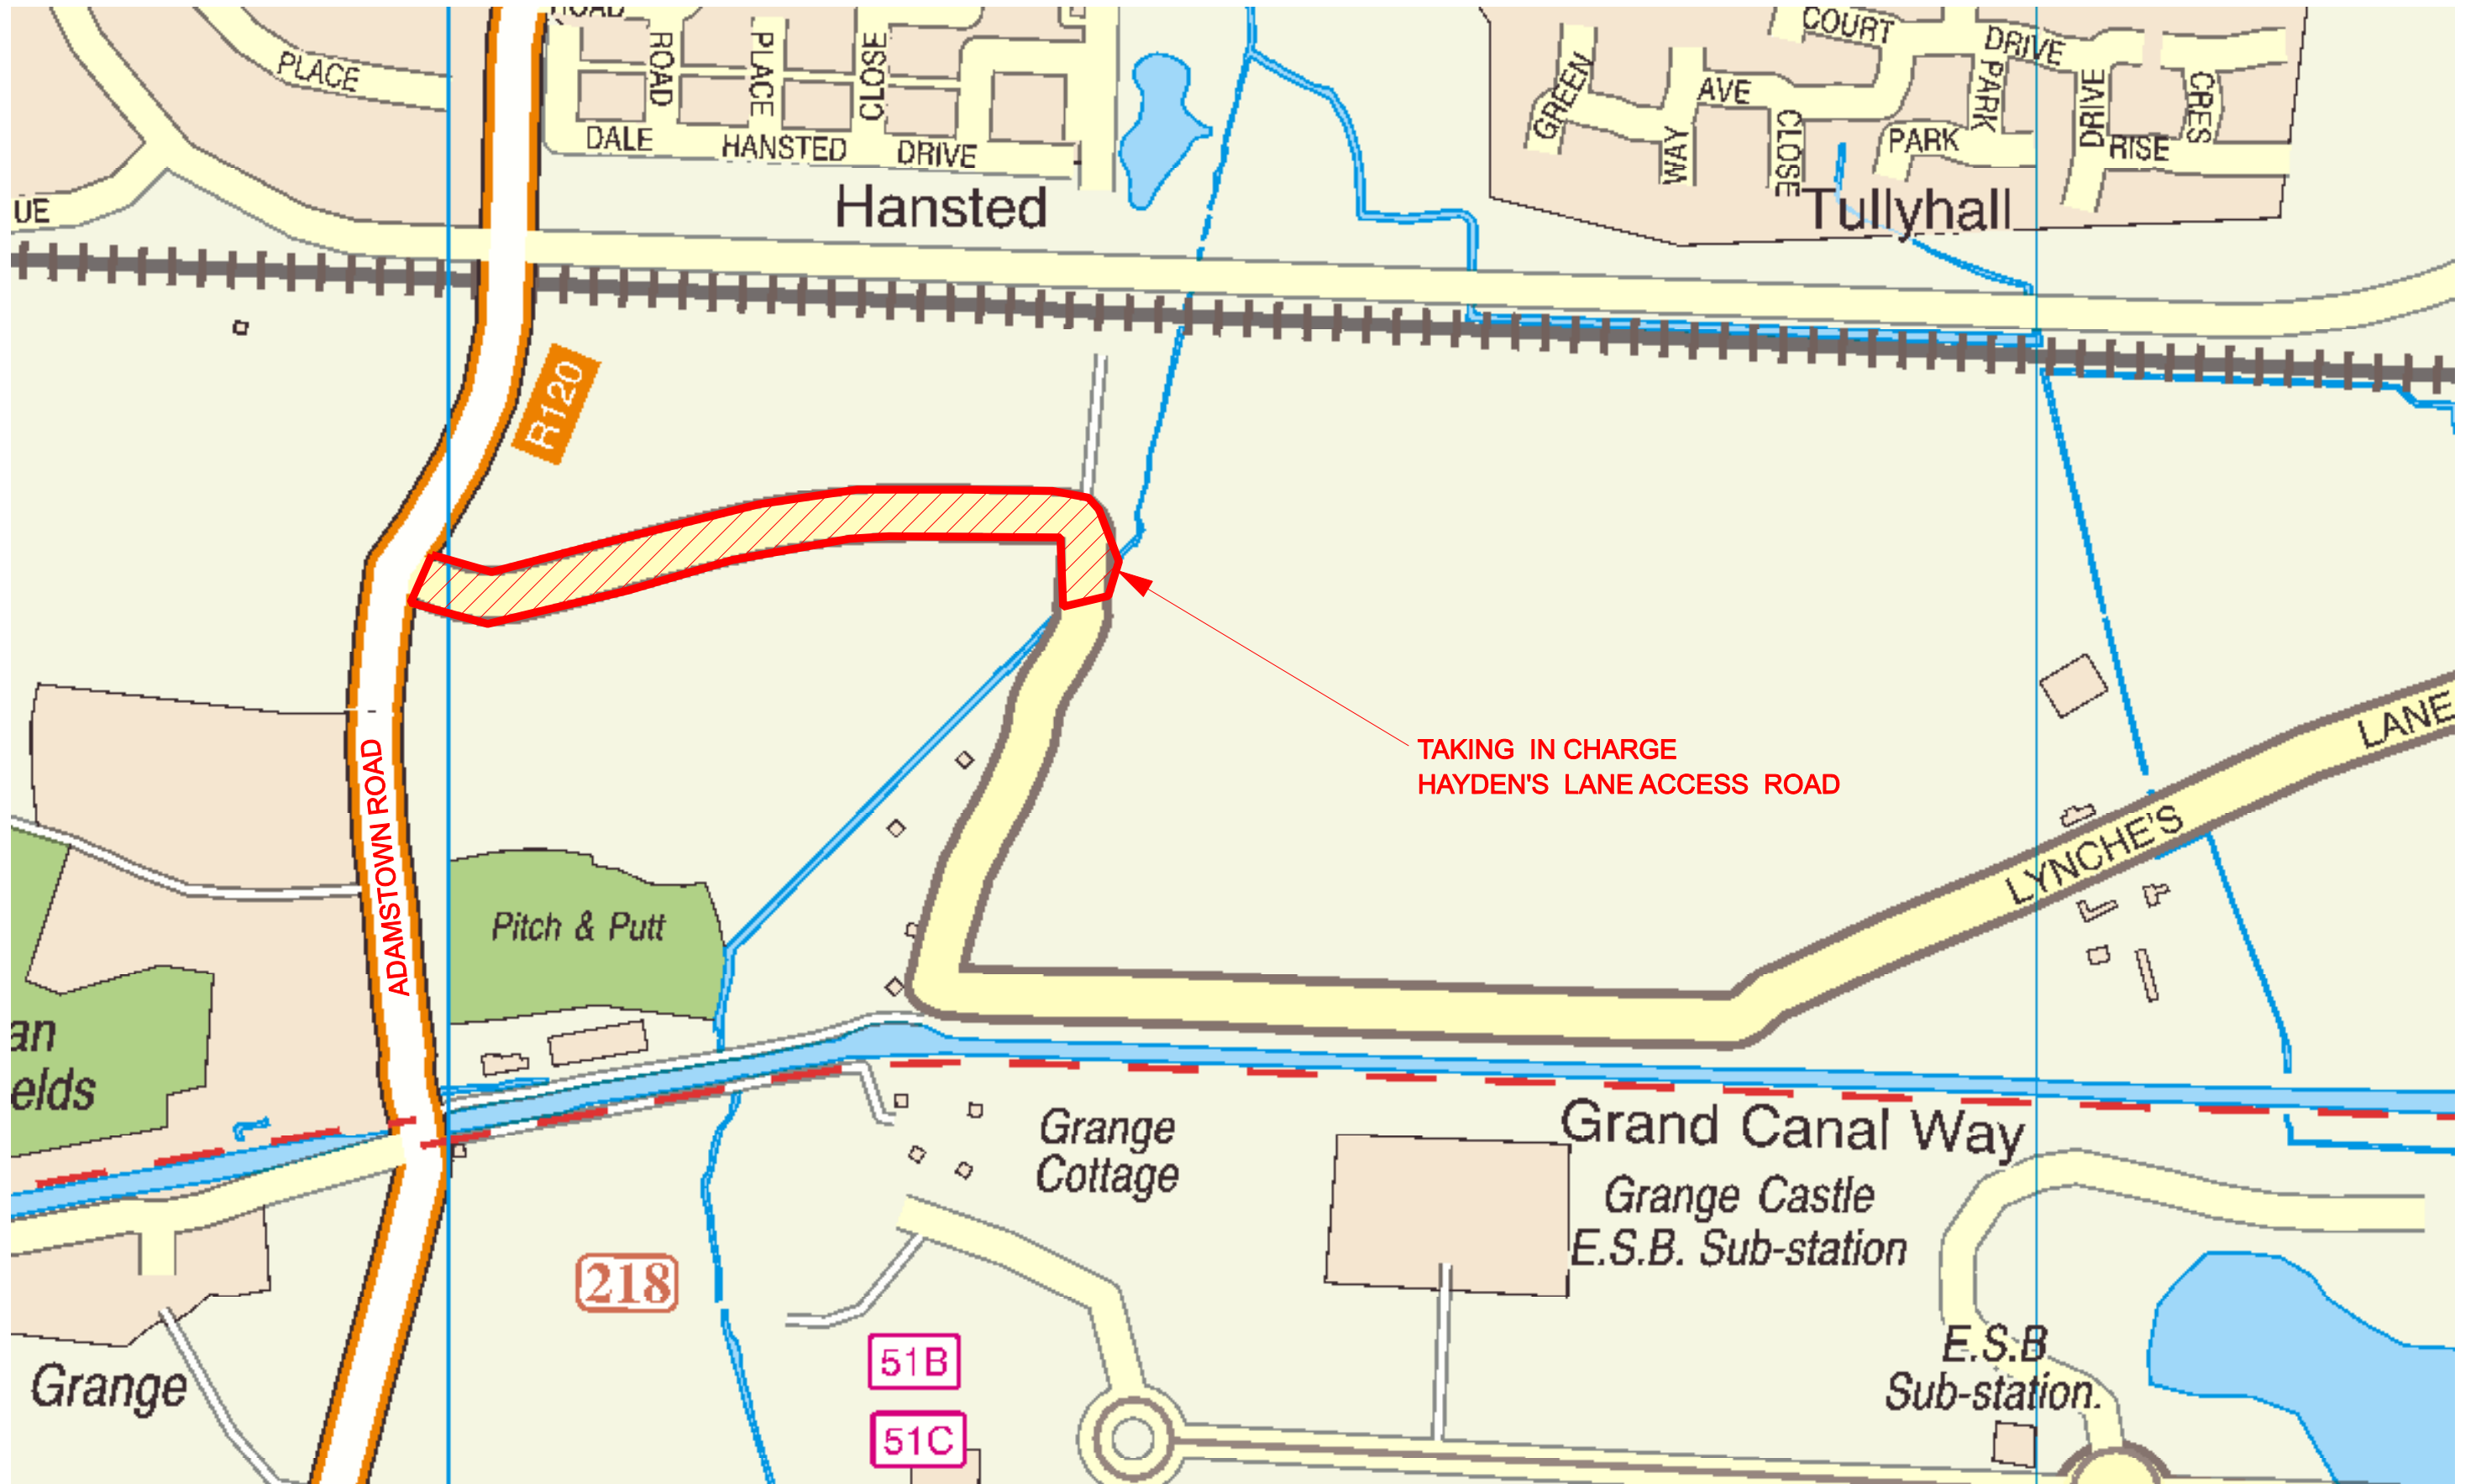 ROAD
PLACE
ROAD
PLACE
CLOSE
DALE
HANSTED
DRIVE
COURT
DRIVE
GREEN
AVE
WAY
CLOSE
PARK
PARK
DRIVE
CRES
RISE
UE
Hansted
Tullyhall
R120
ADAMSTOWN ROAD
TAKING IN CHARGE
HAYDEN'S LANE ACCESS ROAD
LYNCHE'S LANE
Pitch & Putt
an
elds
Grange
Cottage
Grand Canal Way
Grange Castle
E.S.B. Sub-station
218
51B
51C
E.S.B
Sub-station.
Grange